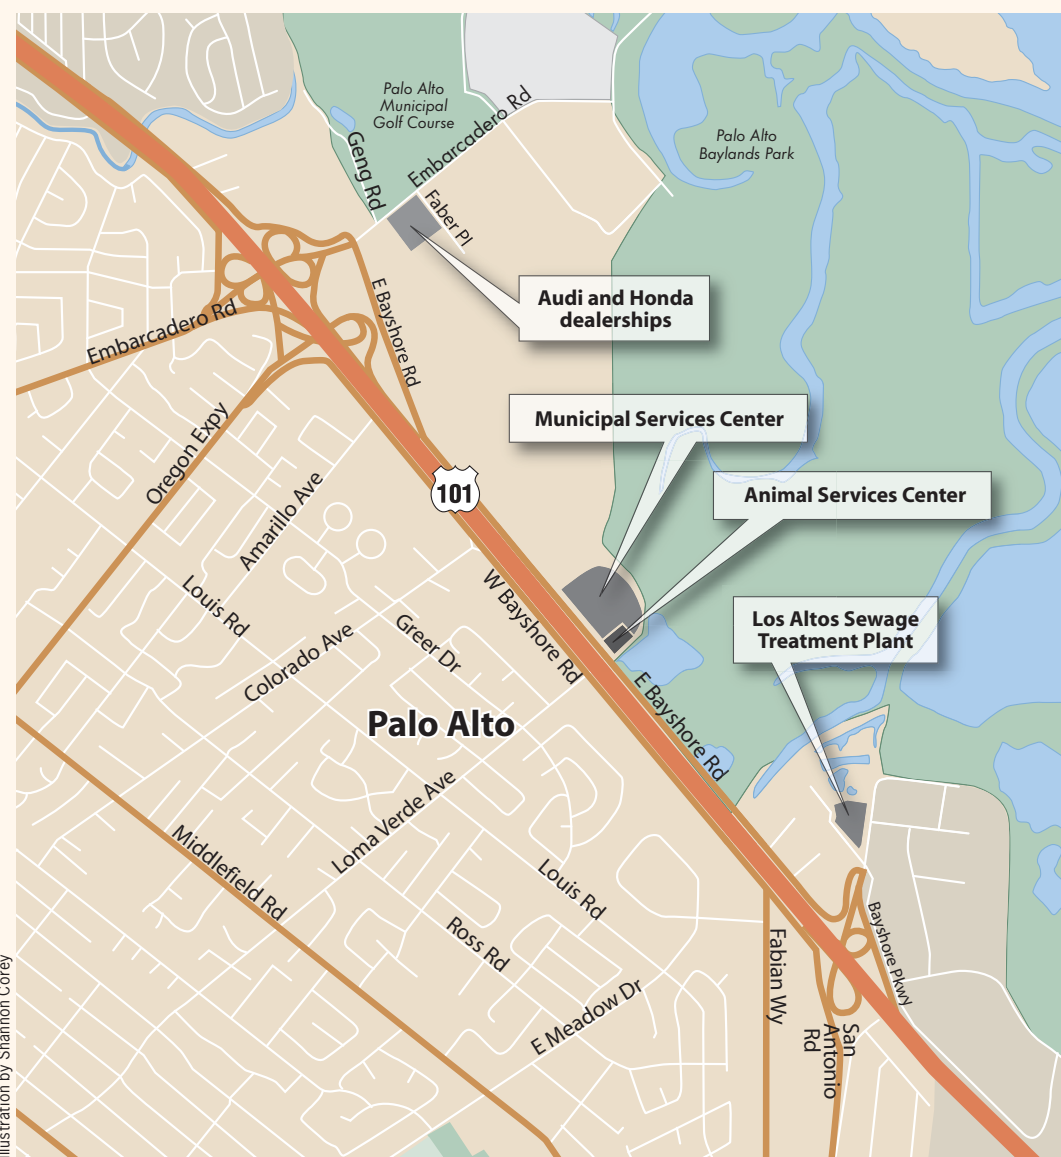 Palo Alto
Municipal
Golf Course
Embarcadero Rd
Geng Rd
Faber Pl
Palo Alto
Baylands Park
Audi and Honda
dealerships
E Bayshore Rd
Embarcadero Rd
Municipal Services Center
Oregon Expy
101
Animal Services Center
Amarillo Ave
Louis Rd
W Bayshore Rd
Greer Dr
Colorado Ave
Los Altos Sewage
Treatment Plant
E Bayshore Rd
Palo Alto
Loma Verde Ave
Middlefield Rd
Louis Rd
Ross Rd
Bayshore Pkwy
Fabian Wy
E Meadow Dr
San
Antonio
Rd
Illustration by Shannon Corey